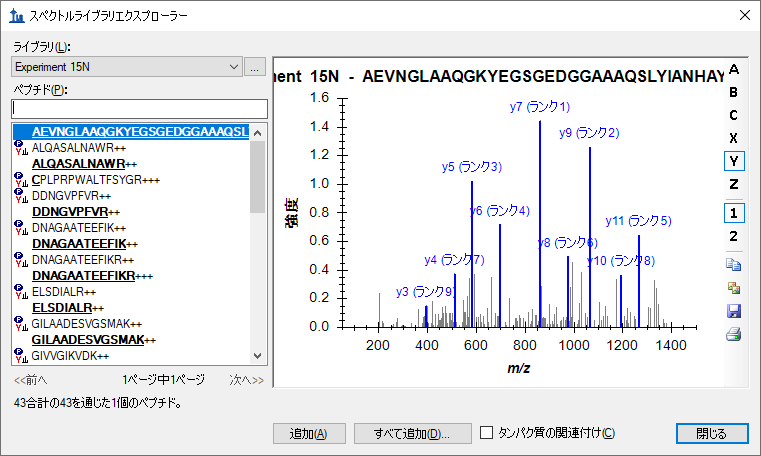 スペクトルライブラリエクスプローラー
ライブラリ(L):
Experiment 15N
...
ペプチド(P):
AEVNGLAAQGKYEGSGEDGGAAAQSL
ALQASALNAWR++
ALQASALNAWR++
CPLPRPWALTFSYGR+++
DDNGVPFVR++
DDNGVPFVR++
DNAGAATEEFIK++
DNAGAATEEFIK++
DNAGAATEEFIKR++
DNAGAATEEFIKR+++
ELSDIALR++
ELSDIALR++
GILAADESVGSMAK++
GILAADESVGSMAK++
GIVVGIKVDK++
<<前へ
1ページ中1ページ
次へ>>
43合計の43を通じた1個のペプチド。
ment 15N - AEVNGLAAQGKYEGSGEDGGAAAQSLYIANHAY
強度
1.6
1.4
1.2
1.0
0.8
0.6
0.4
0.2
0.0
y7 (ランク1)
y9 (ランク2)
y5 (ランク3)
y6 (ランク4)
y11 (ランク5)
y8 (ランク6)
y4 (ランク7)
y10 (ランク8)
y3 (ランク9)
200 400 600 800 1000 1200 1400
m/z
A
B
C
X
Y
Z
1
2
追加(A)
すべて追加(D)...
タンパク質の関連付け(C)
閉じる